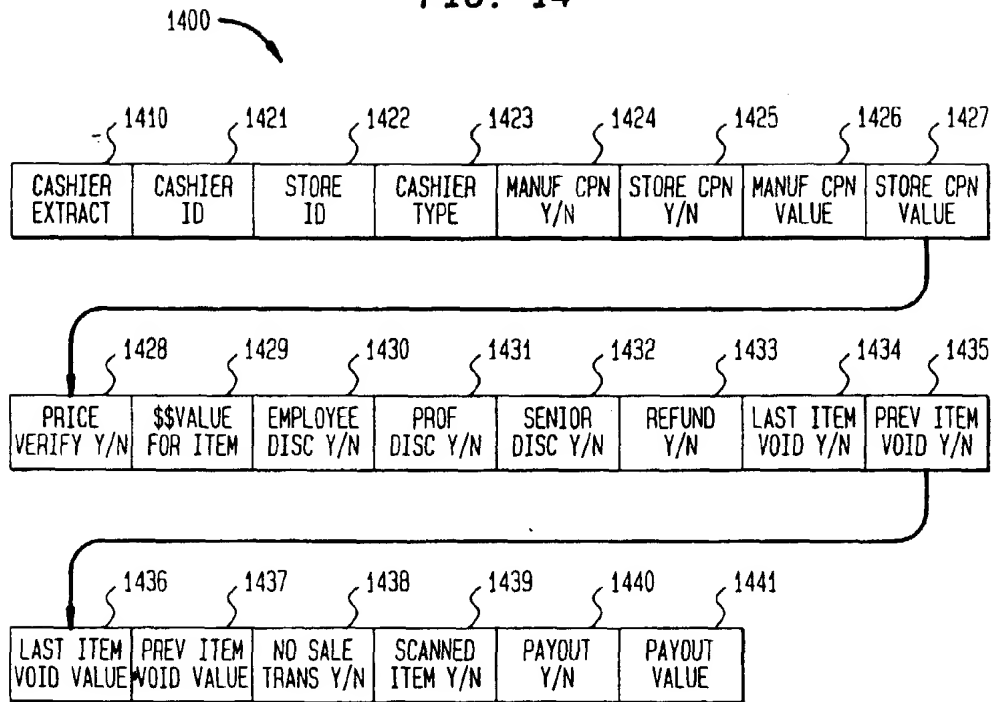 FIG. 14
1400
1410 1421 1422 1423 1424 1425 1426 1427
CASHIER EXTRACT
CASHIER ID
STORE ID
CASHIER TYPE
MANUF CPN Y/N
STORE CPN Y/N
MANUF CPN VALUE
STORE CPN VALUE
1428 1429 1430 1431 1432 1433 1434 1435
PRICE VERIFY Y/N
$$VALUE FOR ITEM
EMPLOYEE DISC Y/N
PROF DISC Y/N
SENIOR DISC Y/N
REFUND Y/N
LAST ITEM VOID Y/N
PREV ITEM VOID Y/N
1436 1437 1438 1439 1440 1441
LAST ITEM VOID VALUE
PREV ITEM VOID VALUE
NO SALE TRANS Y/N
SCANNED ITEM Y/N
PAYOUT Y/N
PAYOUT VALUE